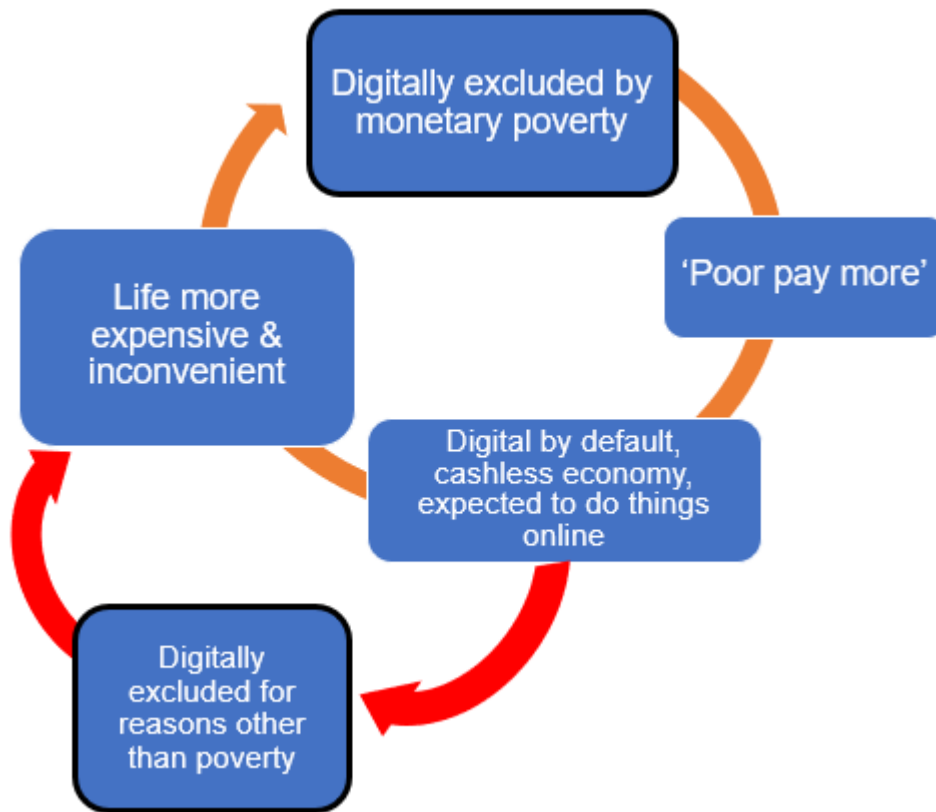 Digitally excluded by
monetary poverty
‘Poor pay more’
Life more
expensive &
inconvenient
Digital by default,
cashless economy,
expected to do things
online
Digitally
excluded for
reasons other
than poverty